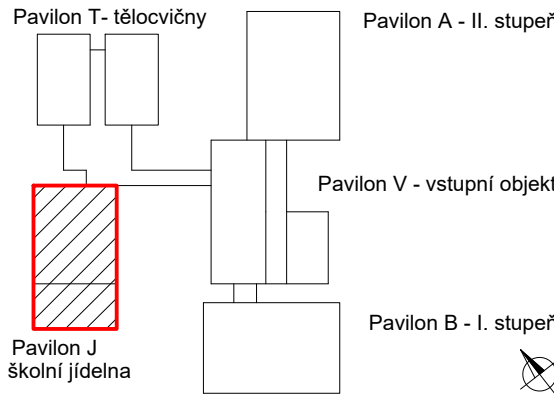 Pavilon T- tělocvičny
Pavilon A - II. stupeň
Pavilon V - vstupní objekt
Pavilon B - I. stupeň
Pavilon J
školní jídelna